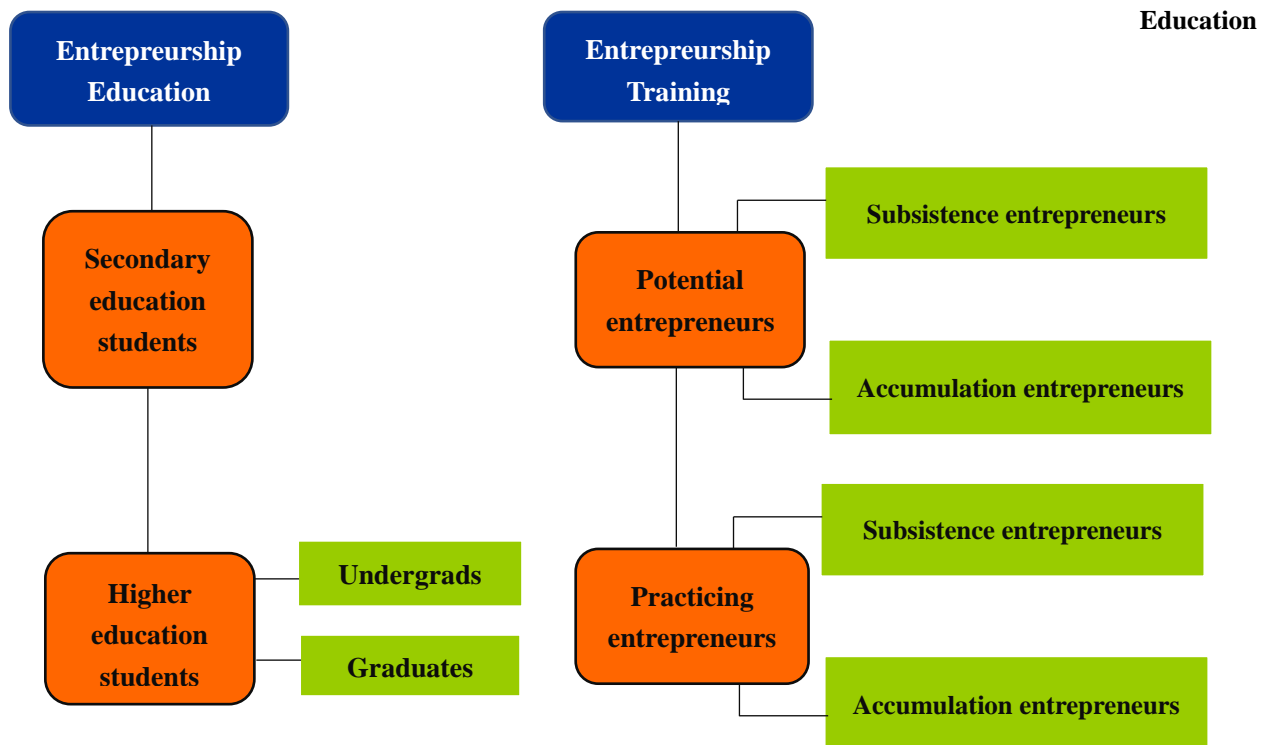 Education
Entrepreurship
Education
Secondary
education
students
Higher
education
students
Undergrads
Graduates
Entrepreurship
Training
Potential
entrepreneurs
Subsistence entrepreneurs
Accumulation entrepreneurs
Practicing
entrepreneurs
Subsistence entrepreneurs
Accumulation entrepreneurs